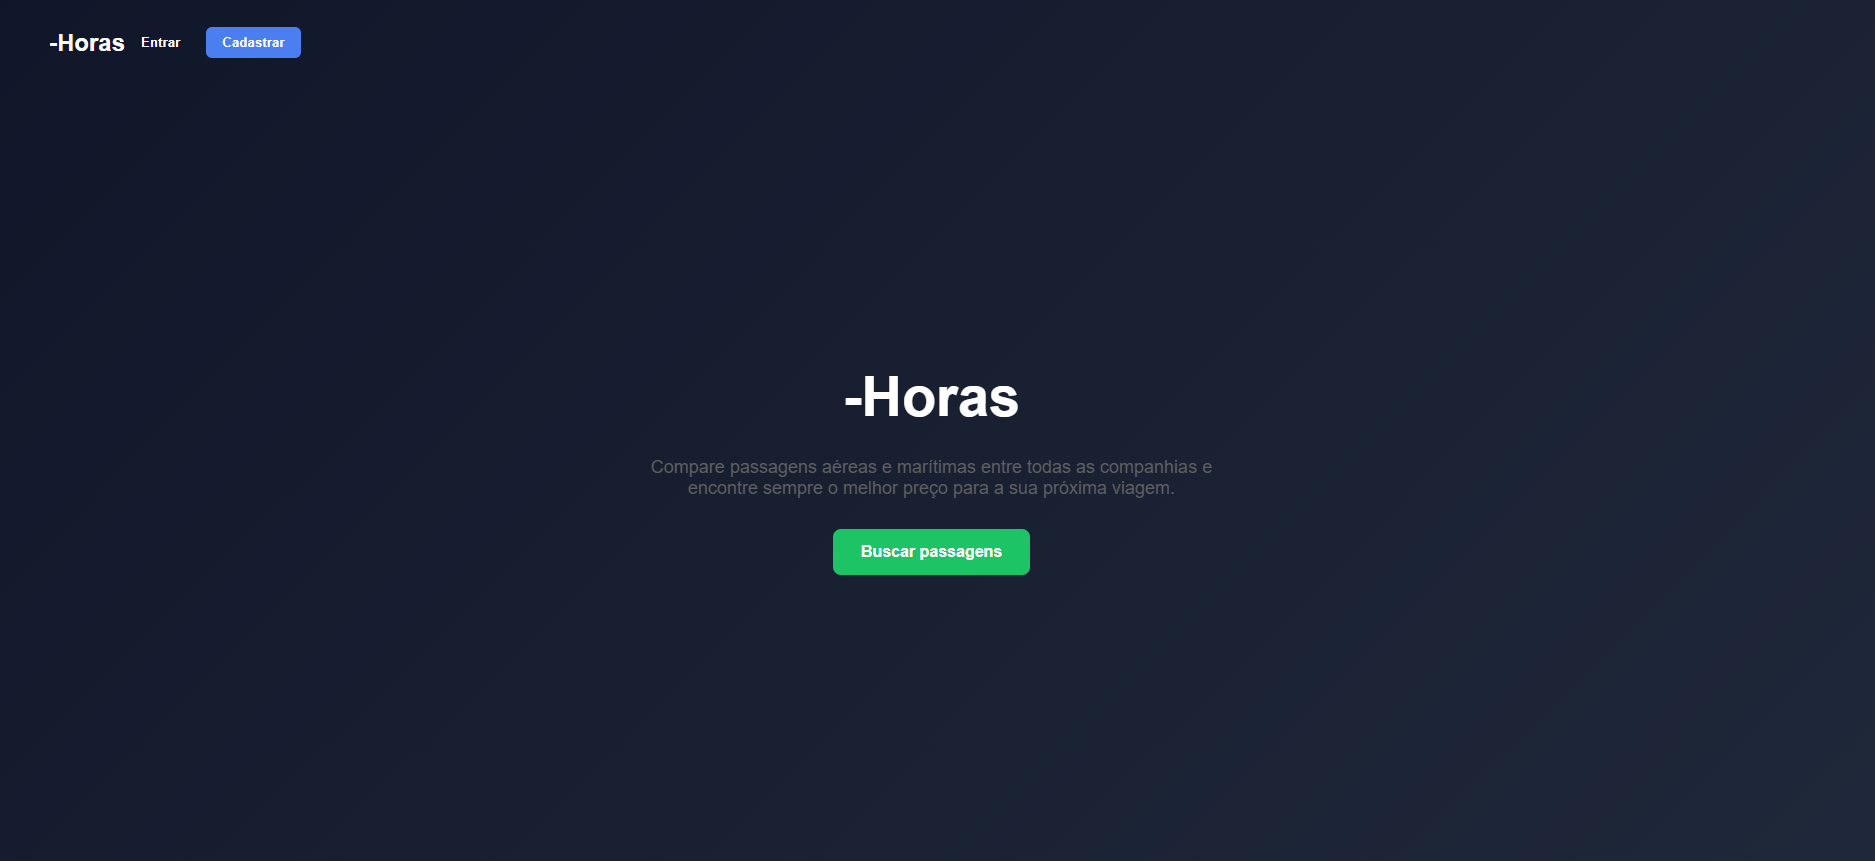 -Horas Entrar Cadastrar
-Horas
Compare passagens aéreas e marítimas entre todas as companhias e
encontre sempre o melhor preço para a sua próxima viagem.
Buscar passagens